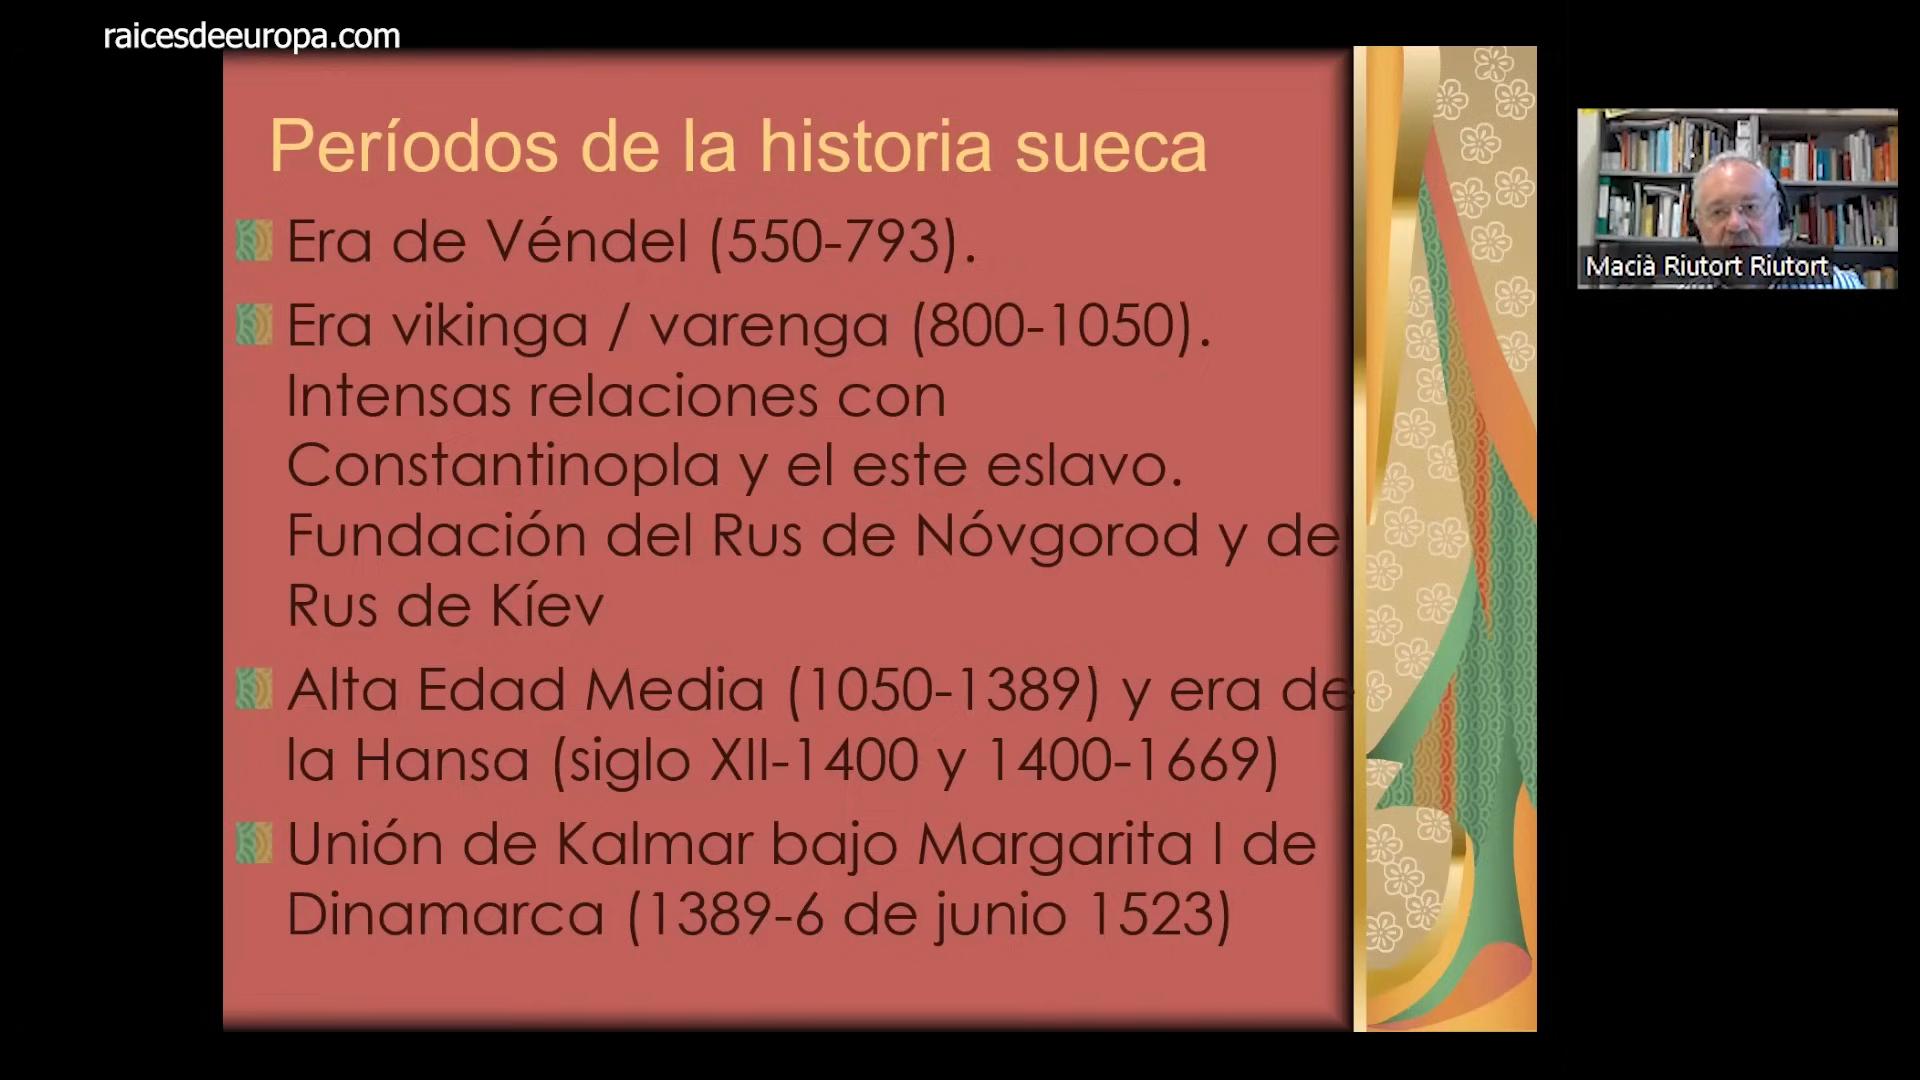 raicesdeeuropa.com
Períodos de la historia sueca
Era de Véndel (550-793).
Era vikinga / varenga (800-1050).
Intensas relaciones con
Constantinopla y el este eslavo.
Fundación del Rus de Nóvgorod y de
Rus de Kíev
Alta Edad Media (1050-1389) y era de
la Hansa (siglo XII-1400 y 1400-1669)
Unión de Kalmar bajo Margarita I de
Dinamarca (1389-6 de junio 1523)
Macià Riutort Riutort